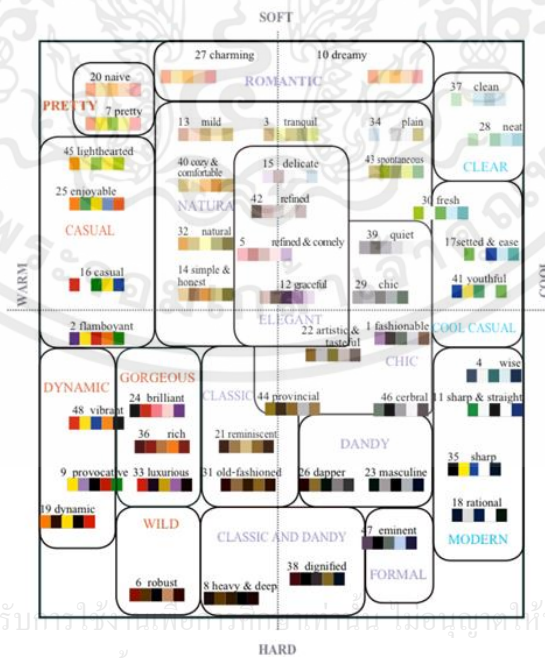 SOFT
27 charming
10 dreamy
ROMANTIC
20 naive
PRETTY
7 pretty
37 clean
28 neat
CLEAR
13 mild
3 tranquil
34 plain
40 cozy &
comfortable
15 delicate
43 spontaneous
45 lighthearted
25 enjoyable
CASUAL
NATURA
42 refined
30 fresh
32 natural
5 refined & comely
39 quiet
17setted & ease
WARM
COOL
16 casual
14 simple &
honest
12 graceful
29 chic
41 youthful
ELEGANT
2 flamboyant
22 artistic &
tasteful
1 fashionable
COOL CASUAL
CHIC
4 wise
DYNAMIC
GORGEOUS
24 brilliant
CLASSIC
44 provincial
46 cerbral
11 sharp & straight
48 vibrant
36 rich
21 reminiscent
DANDY
35 sharp
9 provocative
33 luxurious
31 old-fashioned
26 dapper
23 masculine
19 dynamic
18 rational
WILD
CLASSIC AND DANDY
47 eminent
MODERN
38 dignified
FORMAL
6 robust
8 heavy & deep
HARD